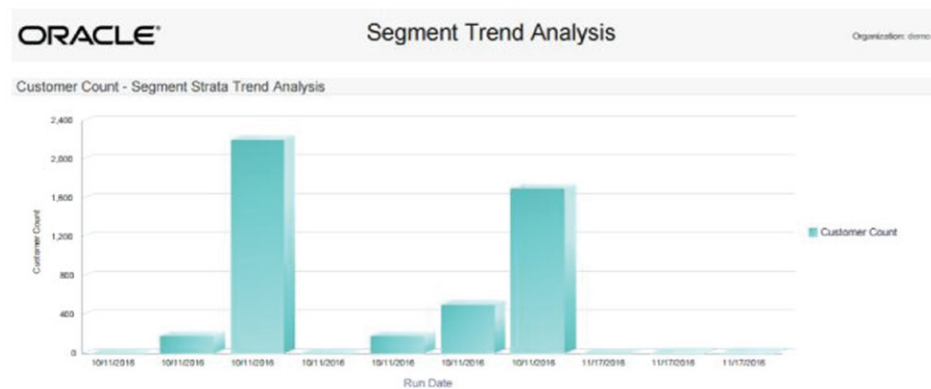 ORACLE®
Segment Trend Analysis
Organization: demo
Customer Count - Segment Strata Trend Analysis
2,400
2,000
1,600
1,200
800
400
0
Customer Count
10/11/2016 10/11/2016 10/11/2016 10/11/2016 10/11/2016 10/11/2016 10/11/2016 11/17/2016 11/17/2016 11/17/2016
Run Date
Customer Count